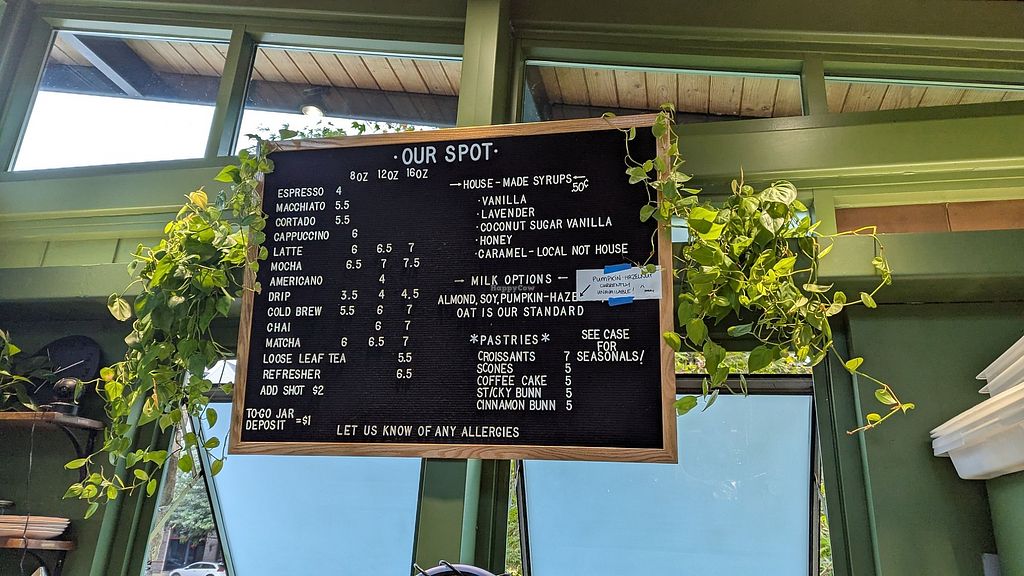 ·OUR SPOT·
8OZ 12OZ 16OZ
ESPRESSO 4
MACCHIATO 5.5
CORTADO 5.5
CAPPUCCINO 6
LATTE 6 6.5 7
MOCHA 6.5 7 7.5
AMERICANO 4
DRIP 3.5 4 4.5
COLD BREW 5.5 6 7
CHAI 6 7
MATCHA 6 6.5 7
LOOSE LEAF TEA 5.5
REFRESHER 6.5
ADD SHOT $2
TO-GO JAR
DEPOSIT =$1
LET US KNOW OF ANY ALLERGIES
HOUSE-MADE SYRUPS
.50¢
·VANILLA
·LAVENDER
·COCONUT SUGAR VANILLA
·HONEY
·CARAMEL-LOCAL NOT HOUSE
MILK OPTIONS
ALMOND, SOY, PUMPKIN-HAZE
OAT IS OUR STANDARD
PUMPKIN-HAZELNUT
CURRENTLY
UNAVAILABLE!
*PASTRIES*
CROISSANTS 7
SCONES 5
COFFEE CAKE 5
ST/CKY BUNN 5
CINNAMON BUNN 5
SEE CASE
FOR
SEASONALS!
HappyCow